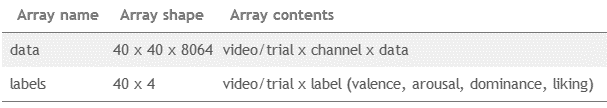 Array name Array shape Array contents
data 40 x 40 x 8064 video/trial x channel x data
labels 40 x 4 video/trial x label (valence, arousal, dominance, liking)